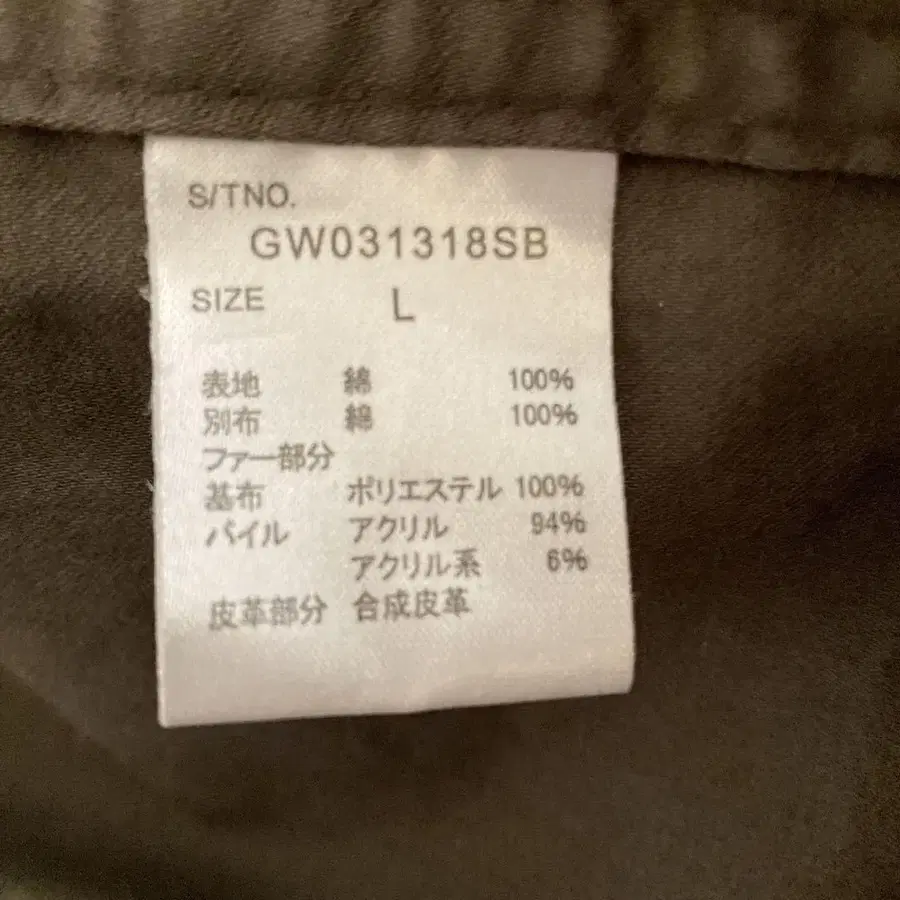 S/TNO.
GW031318SB
SIZE L
表地 綿 100%
別布 綿 100%
ファー部分
基布 ポリエステル 100%
パイル アクリル 94%
アクリル系 6%
皮革部分 合成皮革